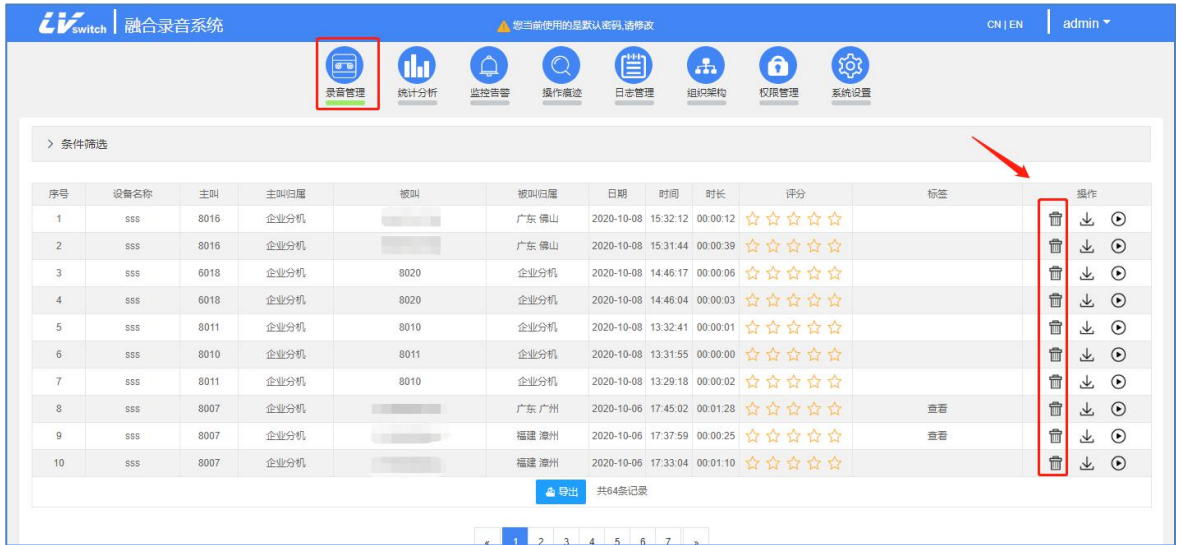 LVswitch 融合录音系统 您当前使用的是默认密码,请修改 CN | EN admin
录音管理 统计分析 监控告警 操作痕迹 日志管理 组织架构 权限管理 系统设置
> 条件筛选
序号 设备名称 主叫 主叫归属 被叫 被叫归属 日期 时间 时长 评分 标签 操作
1 sss 8016 企业分机 广东 佛山 2020-10-08 15:32:12 00:00:12
2 sss 8016 企业分机 广东 佛山 2020-10-08 15:31:44 00:00:39
3 sss 6018 企业分机 8020 企业分机 2020-10-08 14:46:17 00:00:06
4 sss 6018 企业分机 8020 企业分机 2020-10-08 14:46:04 00:00:03
5 sss 8011 企业分机 8010 企业分机 2020-10-08 13:32:41 00:00:01
6 sss 8010 企业分机 8011 企业分机 2020-10-08 13:31:55 00:00:00
7 sss 8011 企业分机 8010 企业分机 2020-10-08 13:29:18 00:00:02
8 sss 8007 企业分机 广东 广州 2020-10-06 17:45:02 00:01:28 查看
9 sss 8007 企业分机 福建 漳州 2020-10-06 17:37:59 00:00:25 查看
10 sss 8007 企业分机 福建 漳州 2020-10-06 17:33:04 00:01:10
导出 共64条记录
« 1 2 3 4 5 6 7 »